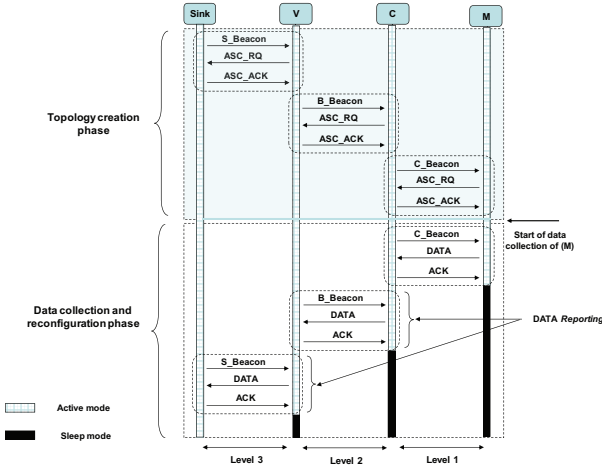 Sink
V
C
M
S_Beacon
ASC_RQ
ASC_ACK
B_Beacon
ASC_RQ
ASC_ACK
Topology creation
phase
C_Beacon
ASC_RQ
ASC_ACK
Start of data
collection of (M)
C_Beacon
DATA
ACK
Data collection and
reconfiguration phase
B_Beacon
DATA
ACK
DATA Reporting
S_Beacon
DATA
ACK
Active mode
Sleep mode
Level 3
Level 2
Level 1